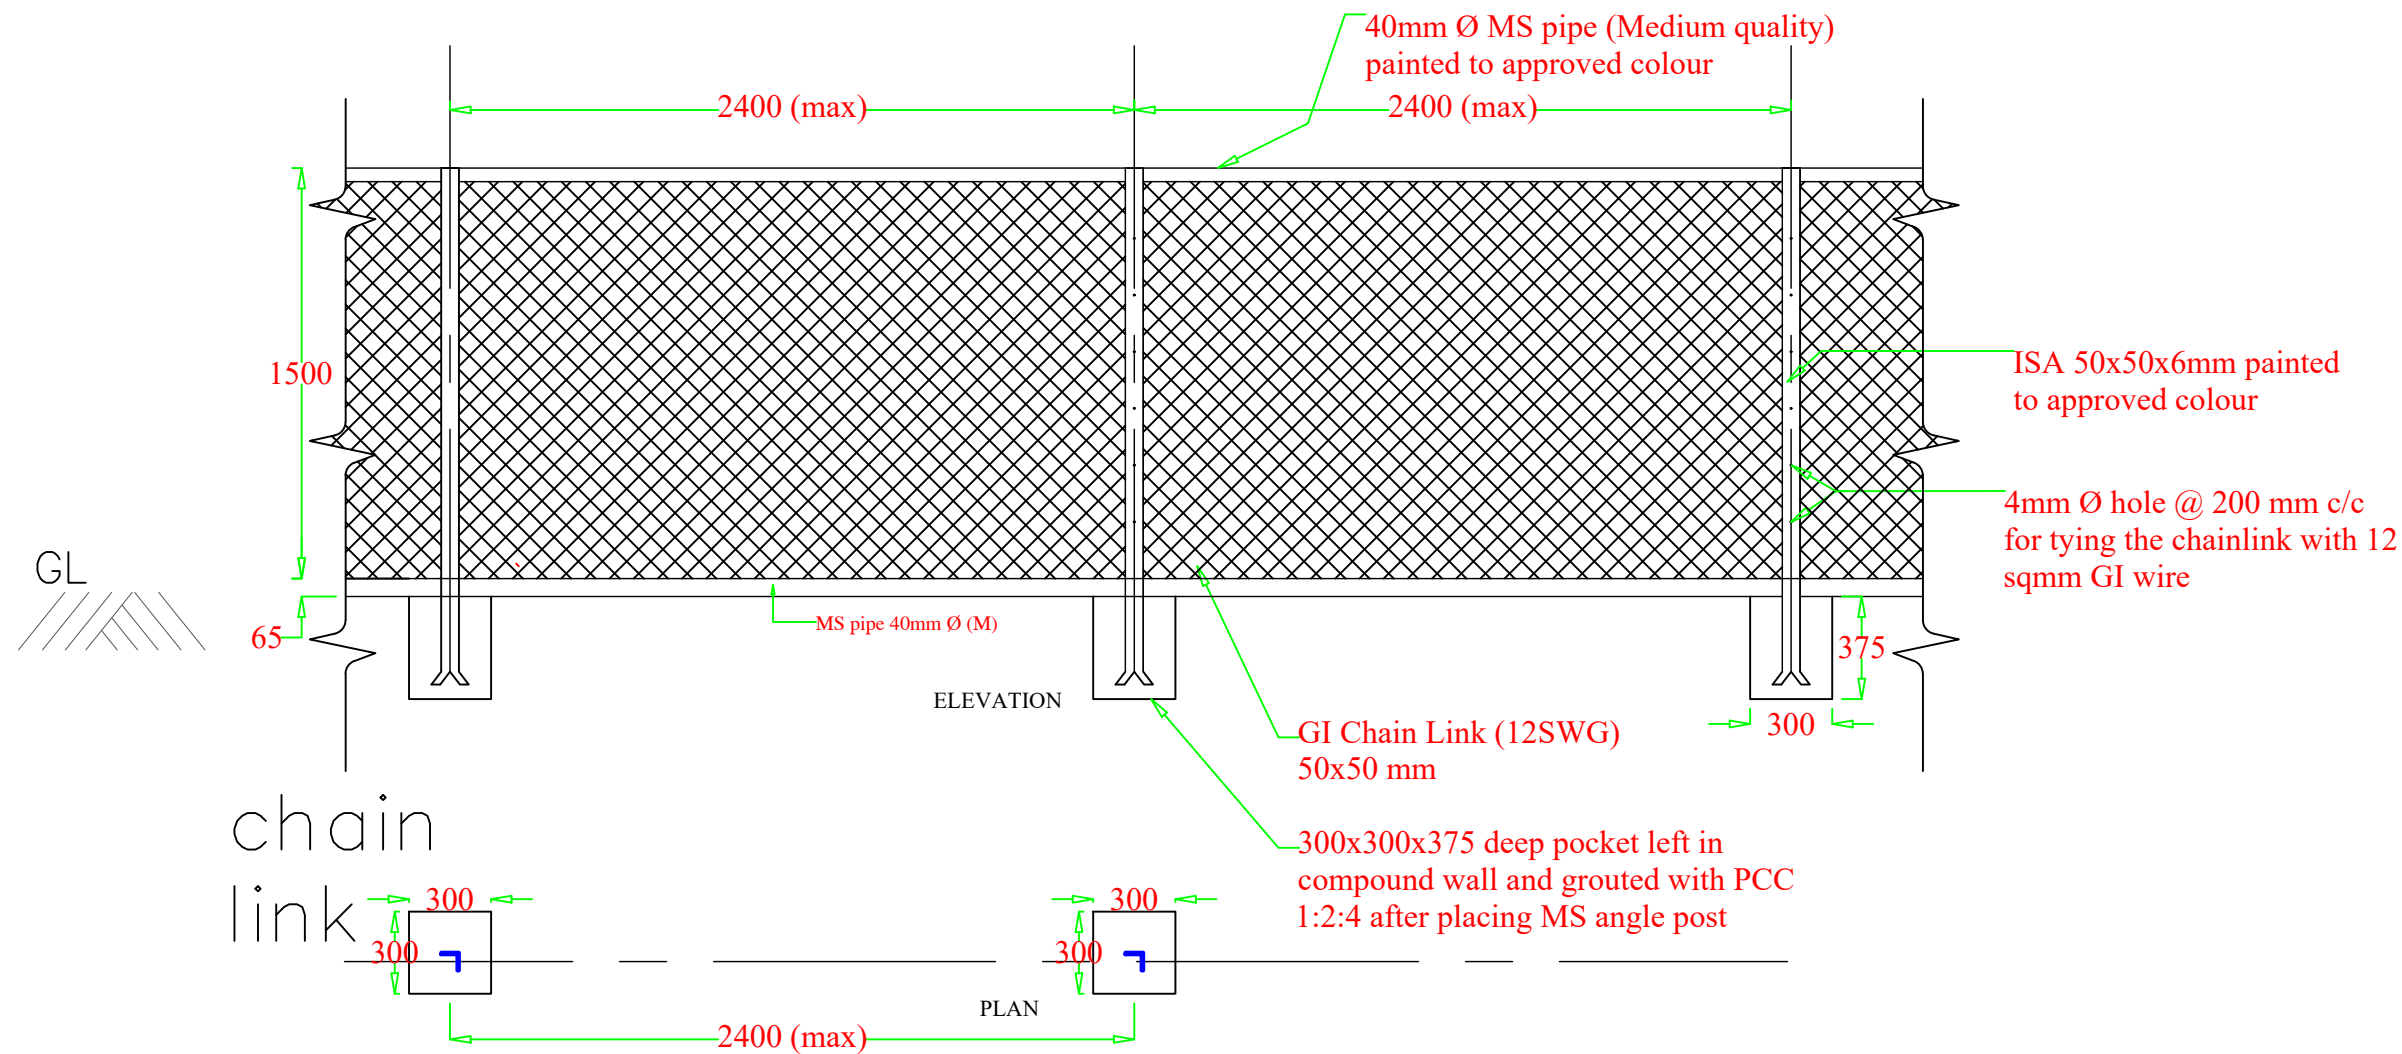 40mm Ø MS pipe (Medium quality)
painted to approved colour
2400 (max)
2400 (max)
1500
ISA 50x50x6mm painted
to approved colour
4mm Ø hole @ 200 mm c/c
for tying the chainlink with 12
sqmm GI wire
GL
65
MS pipe 40mm Ø (M)
375
ELEVATION
300
GI Chain Link (12SWG)
50x50 mm
chain
link
300x300x375 deep pocket left in
compound wall and grouted with PCC
1:2:4 after placing MS angle post
300
300
300
300
PLAN
2400 (max)